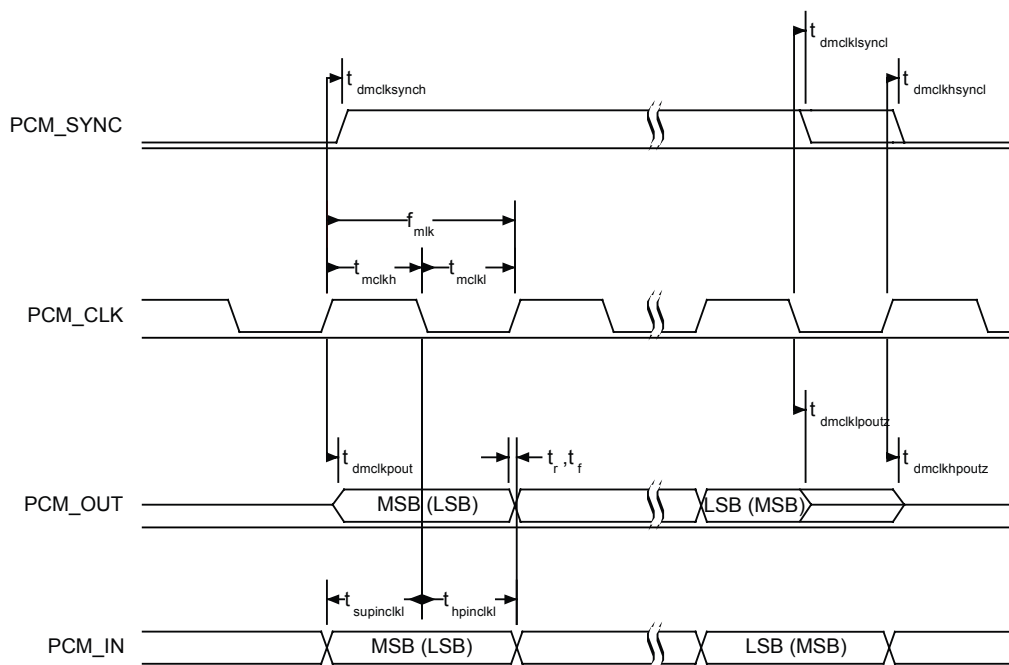 t dmclklsyncl
t dmclksynch
t dmclkhsyncl
PCM_SYNC
f mlk
t mclkh
t mclkl
PCM_CLK
t dmclklpoutz
t dmclkpout
t r ,t f
t dmclkhpoutz
PCM_OUT
MSB (LSB)
LSB (MSB)
t supinclkl
t hpinclkl
PCM_IN
MSB (LSB)
LSB (MSB)